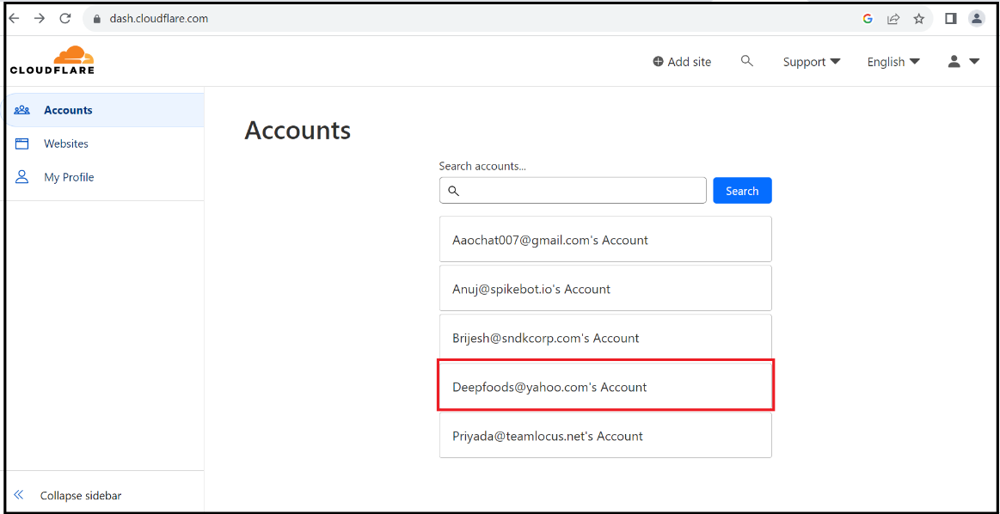 dash.cloudflare.com
CLOUDFLARE
Add site
Support
English
Accounts
Websites
My Profile
Accounts
Search accounts...
Search
Aaochat007@gmail.com's Account
Anuj@spikebot.io's Account
Brijesh@sndkcorp.com's Account
Deepfoods@yahoo.com's Account
Priyada@teamlocus.net's Account
Collapse sidebar